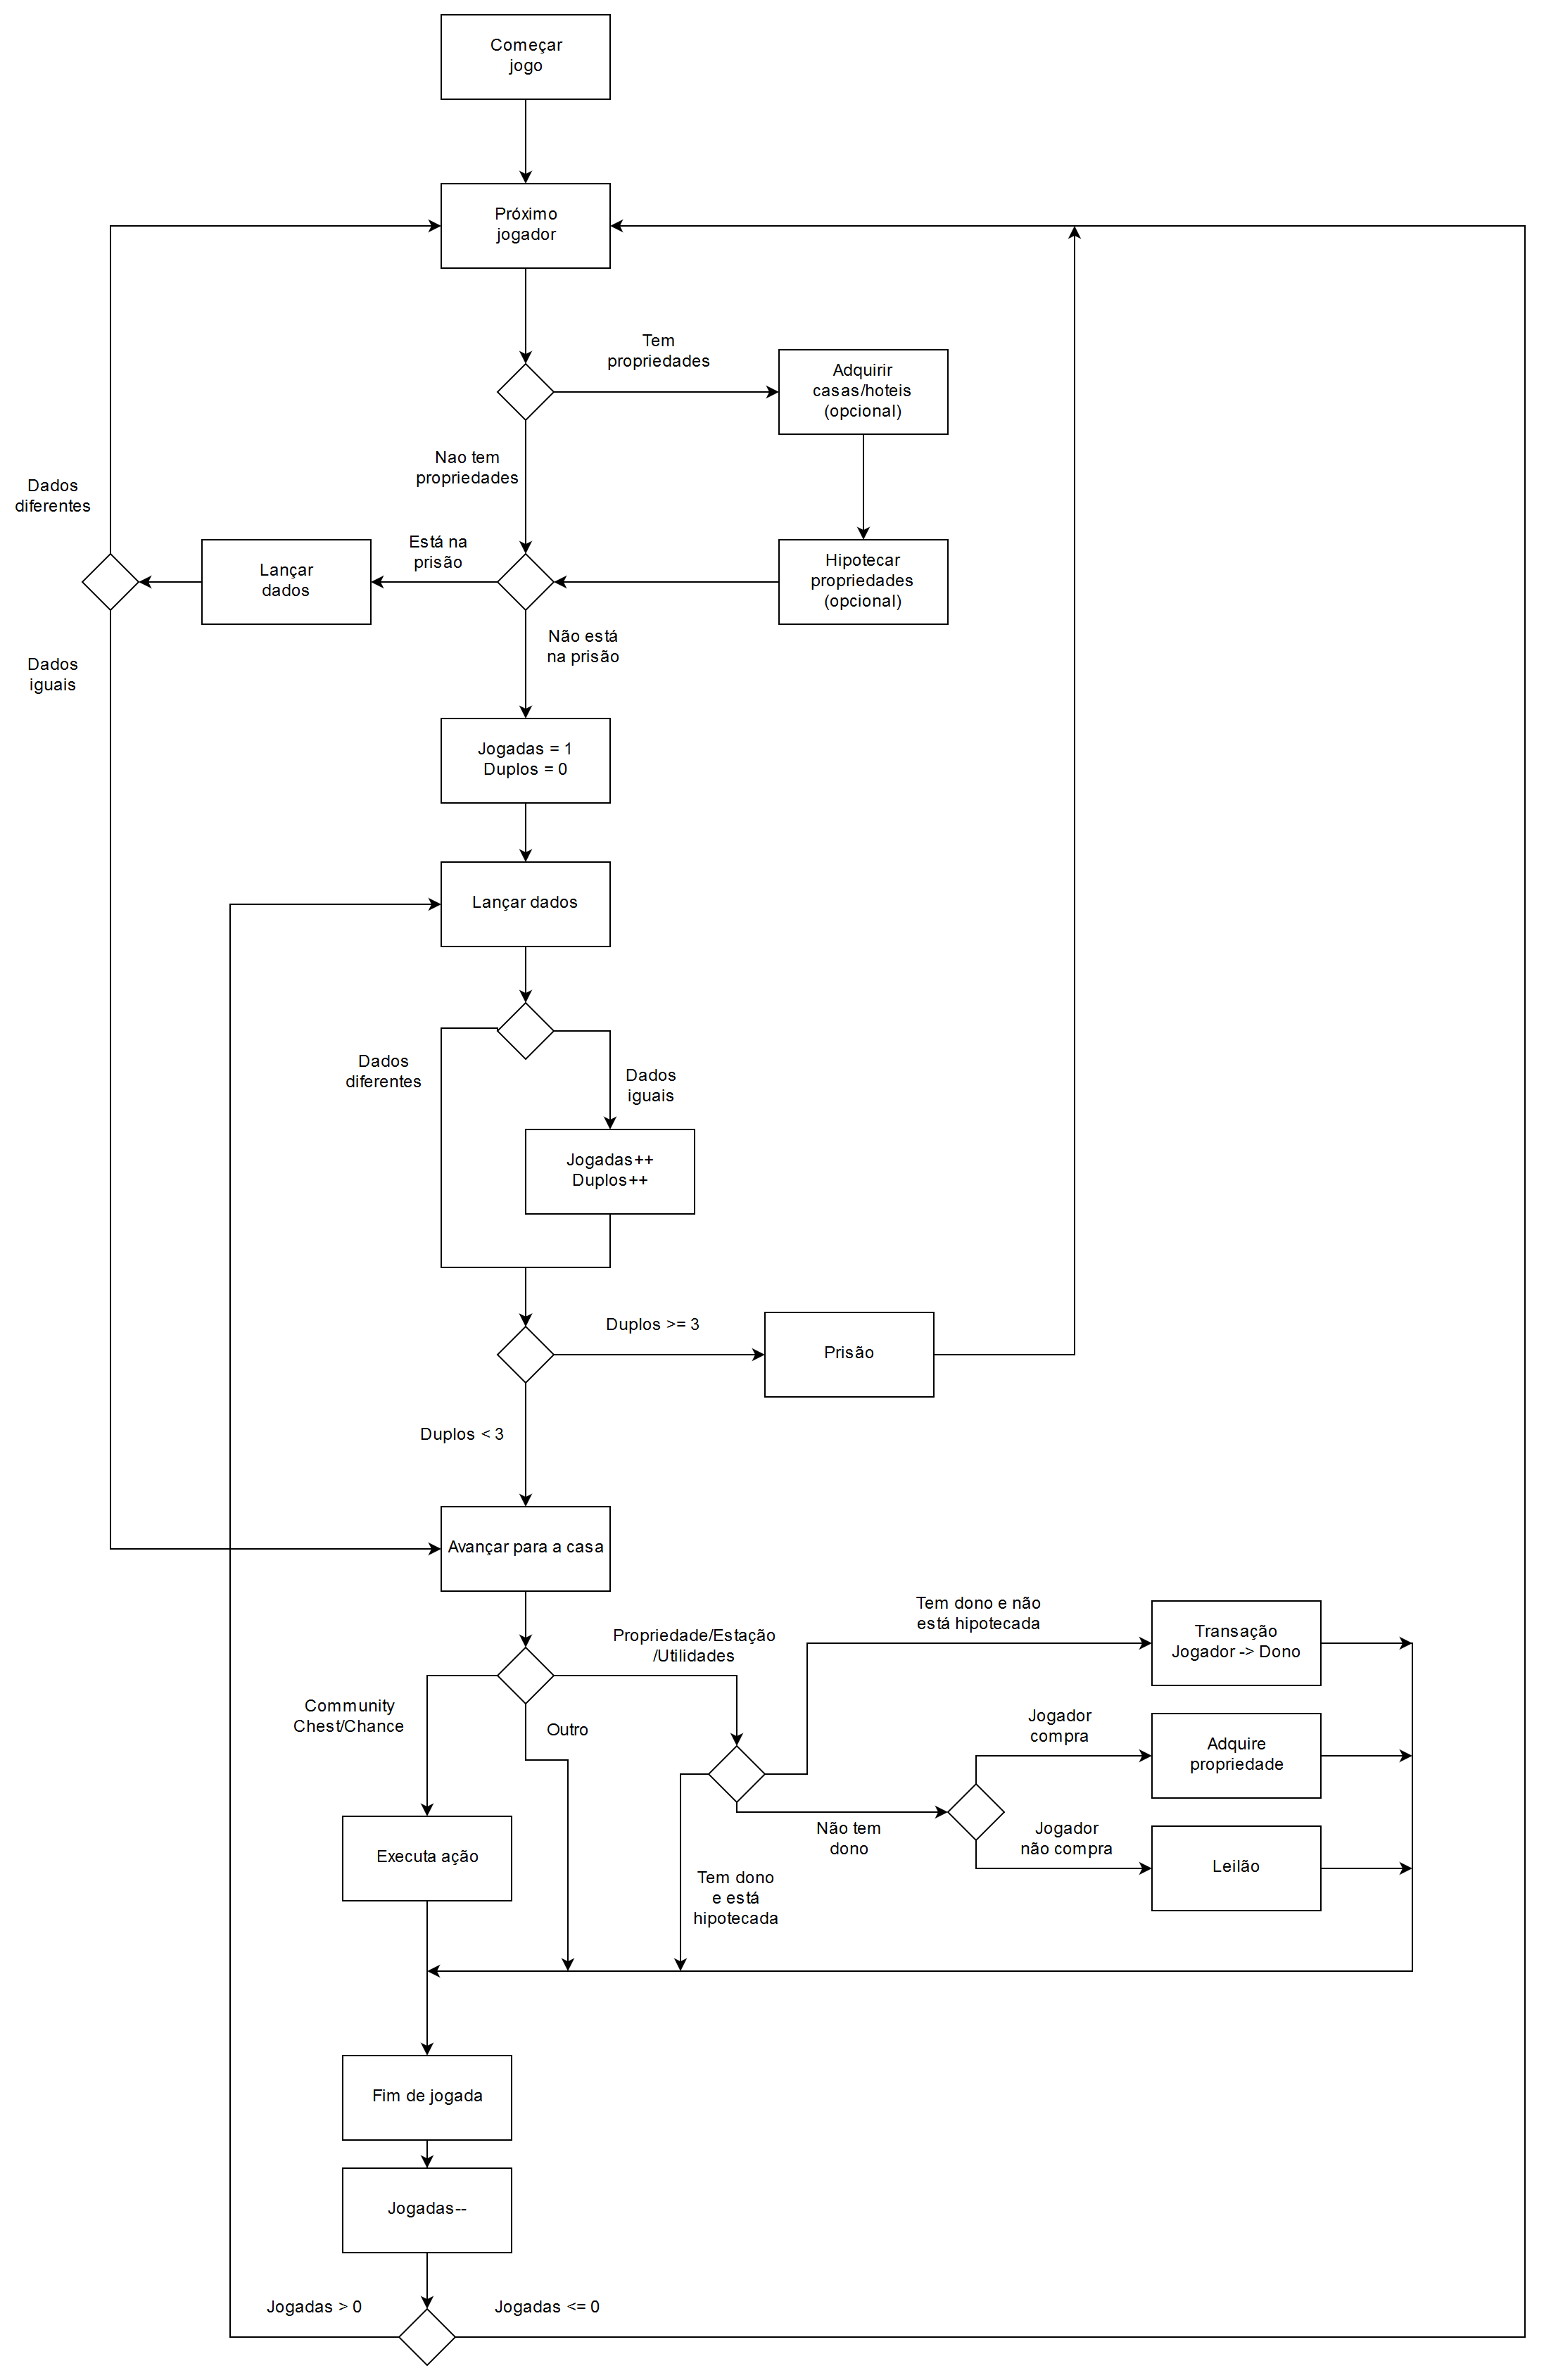 Começar
jogo
Próximo
jogador
Tem
propriedades
Adquirir
casas/hoteis
(opcional)
Nao tem
propriedades
Dados
diferentes
Está na
prisão
Lançar
dados
Hipotecar
propriedades
(opcional)
Não está
na prisão
Dados
iguais
Jogadas = 1
Duplos = 0
Lançar dados
Dados
diferentes
Dados
iguais
Jogadas++
Duplos++
Duplos >= 3
Prisão
Duplos < 3
Avançar para a casa
Tem dono e não
está hipotecada
Propriedade/Estação
/Utilidades
Transação
Jogador -> Dono
Community
Chest/Chance
Outro
Jogador
compra
Adquire
propriedade
Não tem
dono
Jogador
não compra
Executa ação
Leilão
Tem dono
e está
hipotecada
Fim de jogada
Jogadas--
Jogadas > 0
Jogadas <= 0